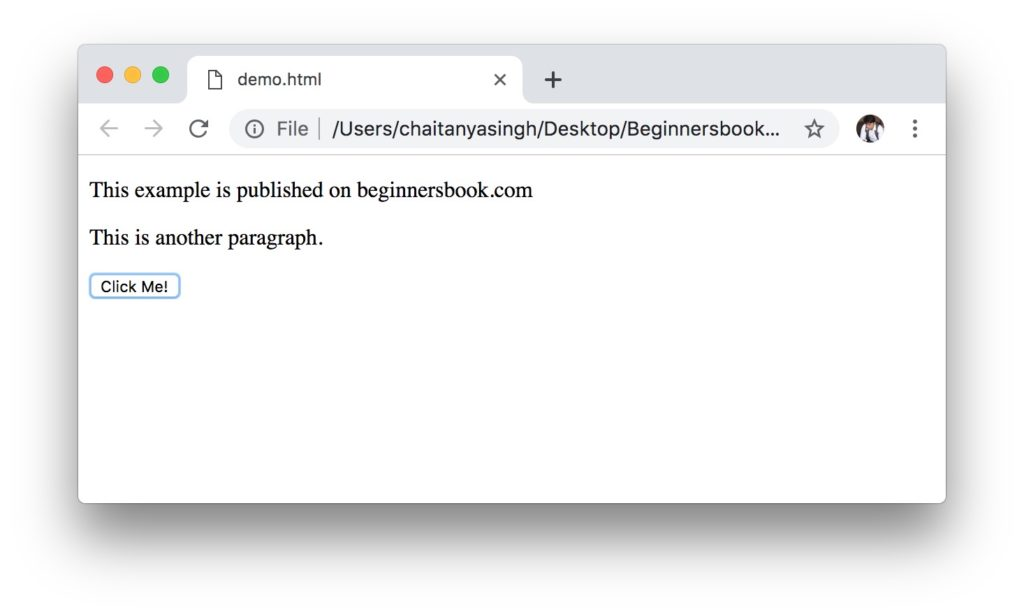 demo.html
File /Users/chaitanyasingh/Desktop/Beginnersbook...
This example is published on beginnersbook.com
This is another paragraph.
Click Me!